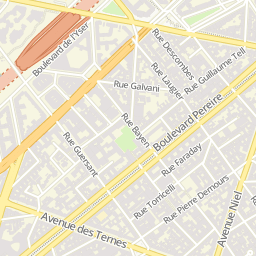 Boulevard de l'Yser
Rue Descombes
Rue Guillaume Tell
Rue Laugier
Rue Galvani
Rue Bayen
Boulevard Pereire
Rue Guersant
Rue Faraday
Rue Torricelli
Rue Pierre Demours
Avenue Niel
Avenue des Ternes